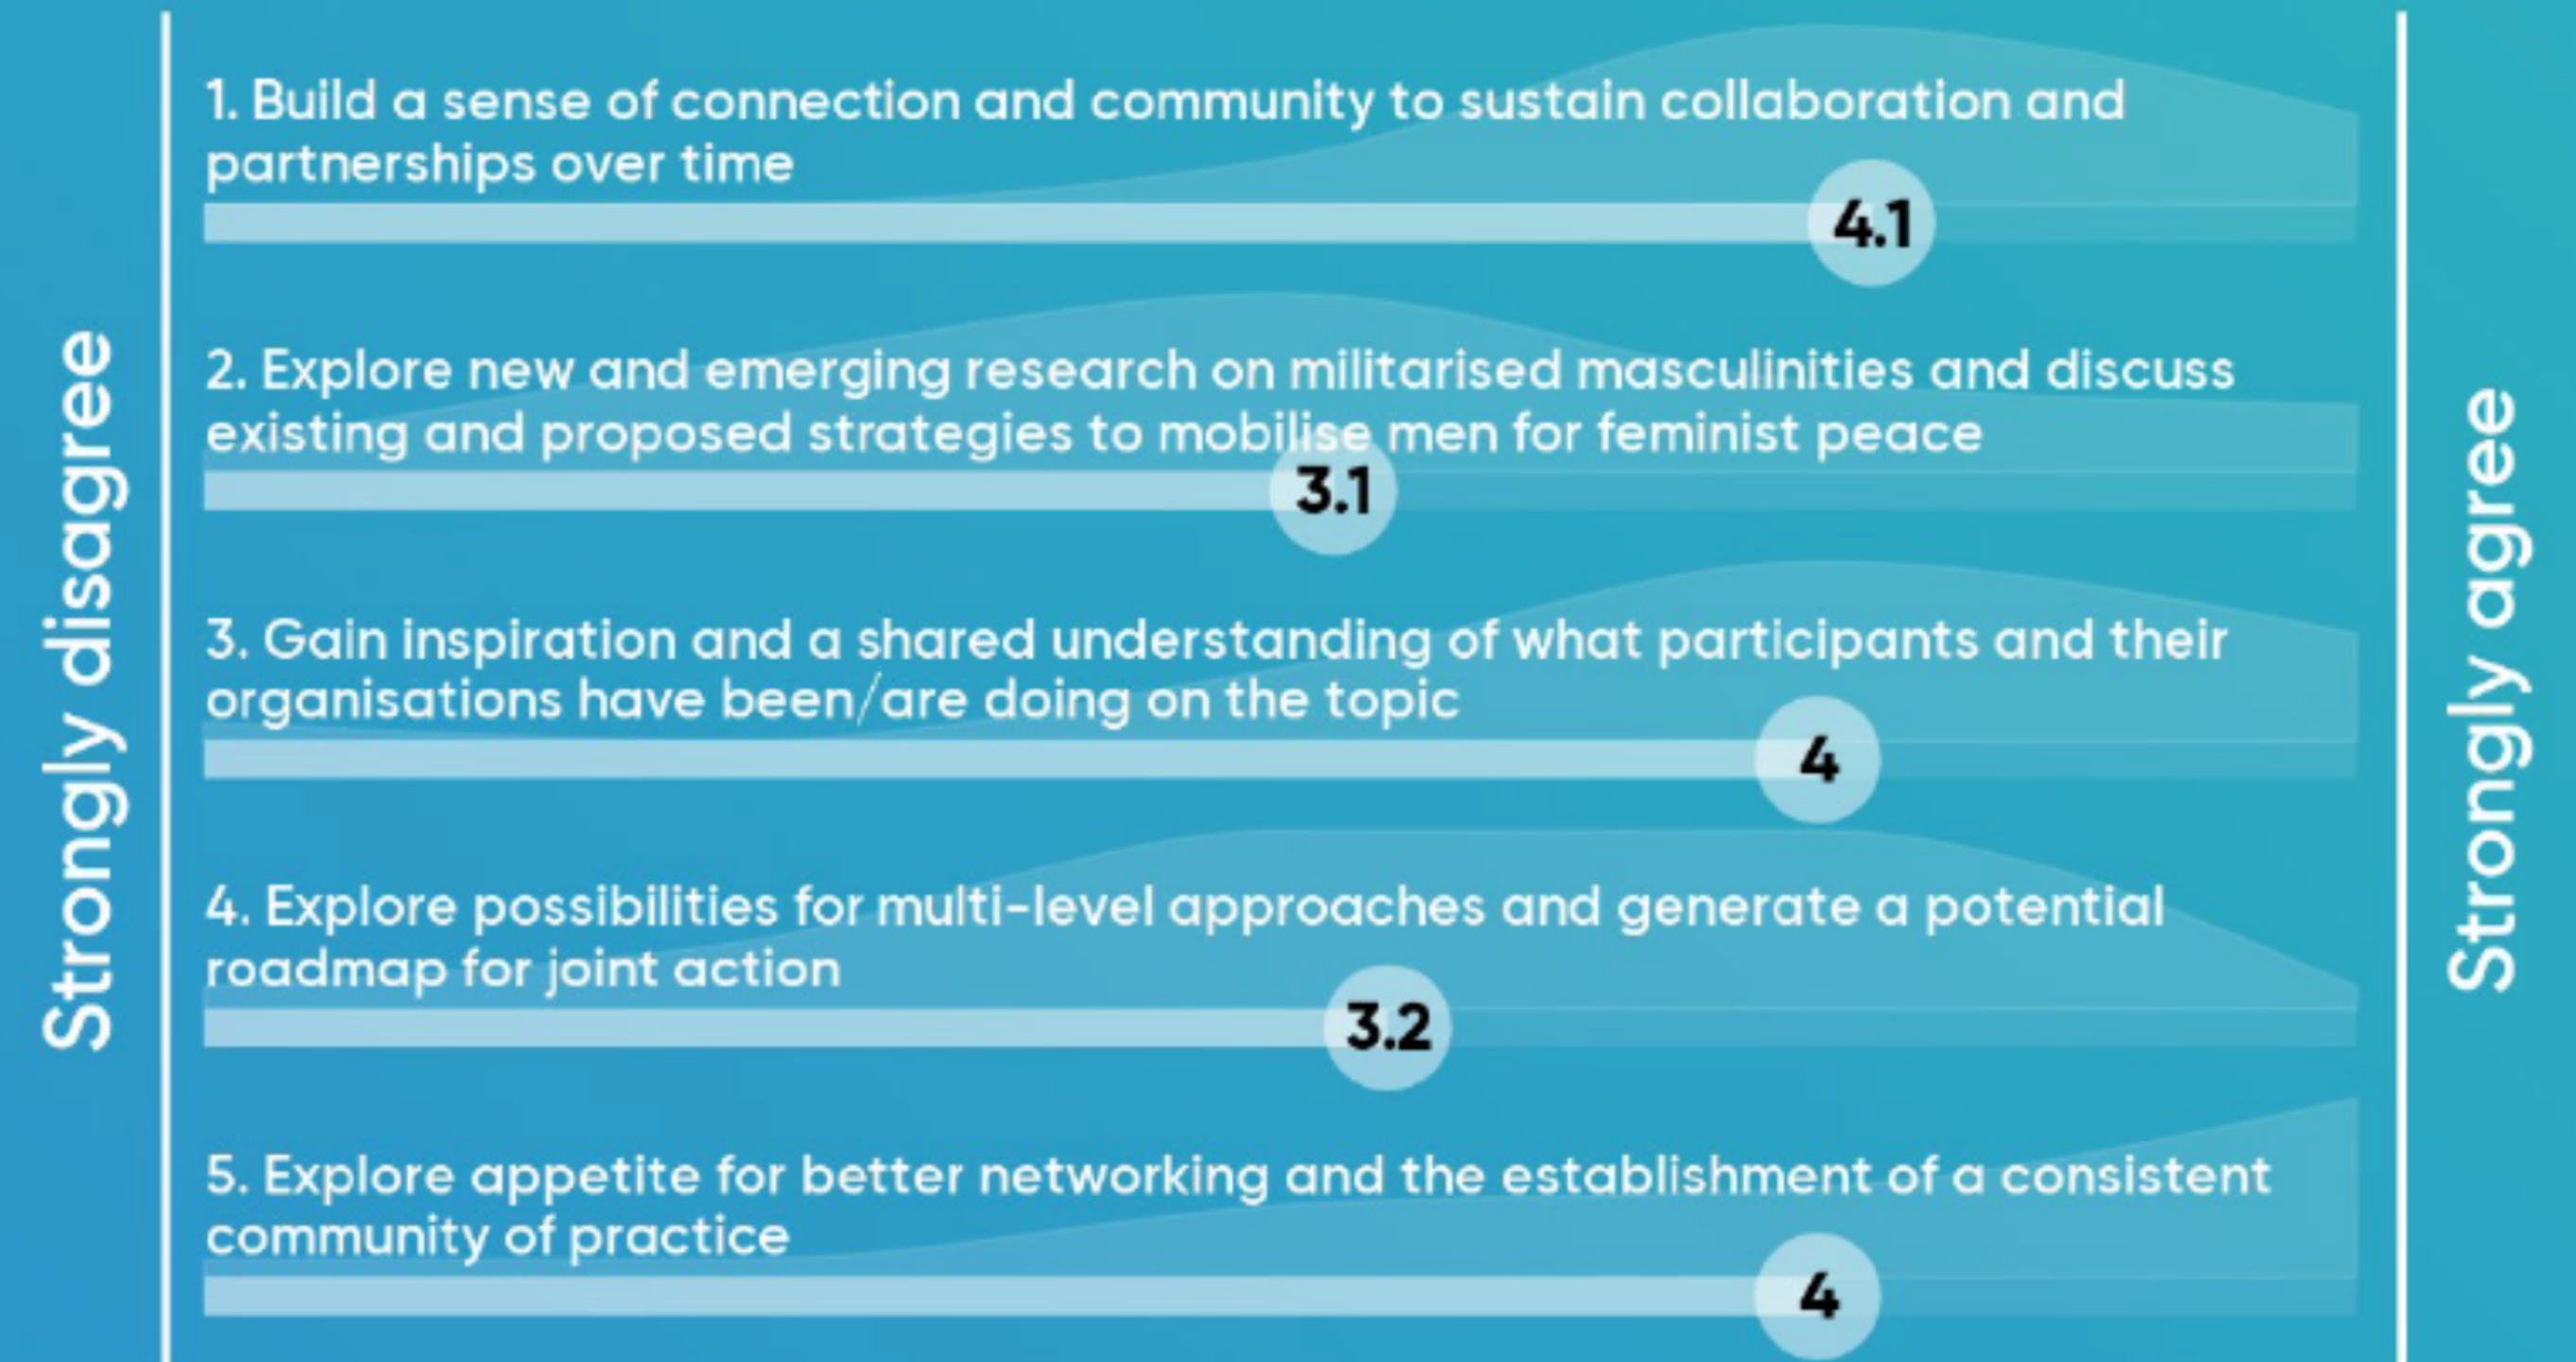 Strongly disagree
1. Build a sense of connection and community to sustain collaboration and
partnerships over time
4.1
2. Explore new and emerging research on militarised masculinities and discuss
existing and proposed strategies to mobilise men for feminist peace
3.1
3. Gain inspiration and a shared understanding of what participants and their
organisations have been/are doing on the topic
4
4. Explore possibilities for multi-level approaches and generate a potential
roadmap for joint action
3.2
5. Explore appetite for better networking and the establishment of a consistent
community of practice
4
Strongly agree